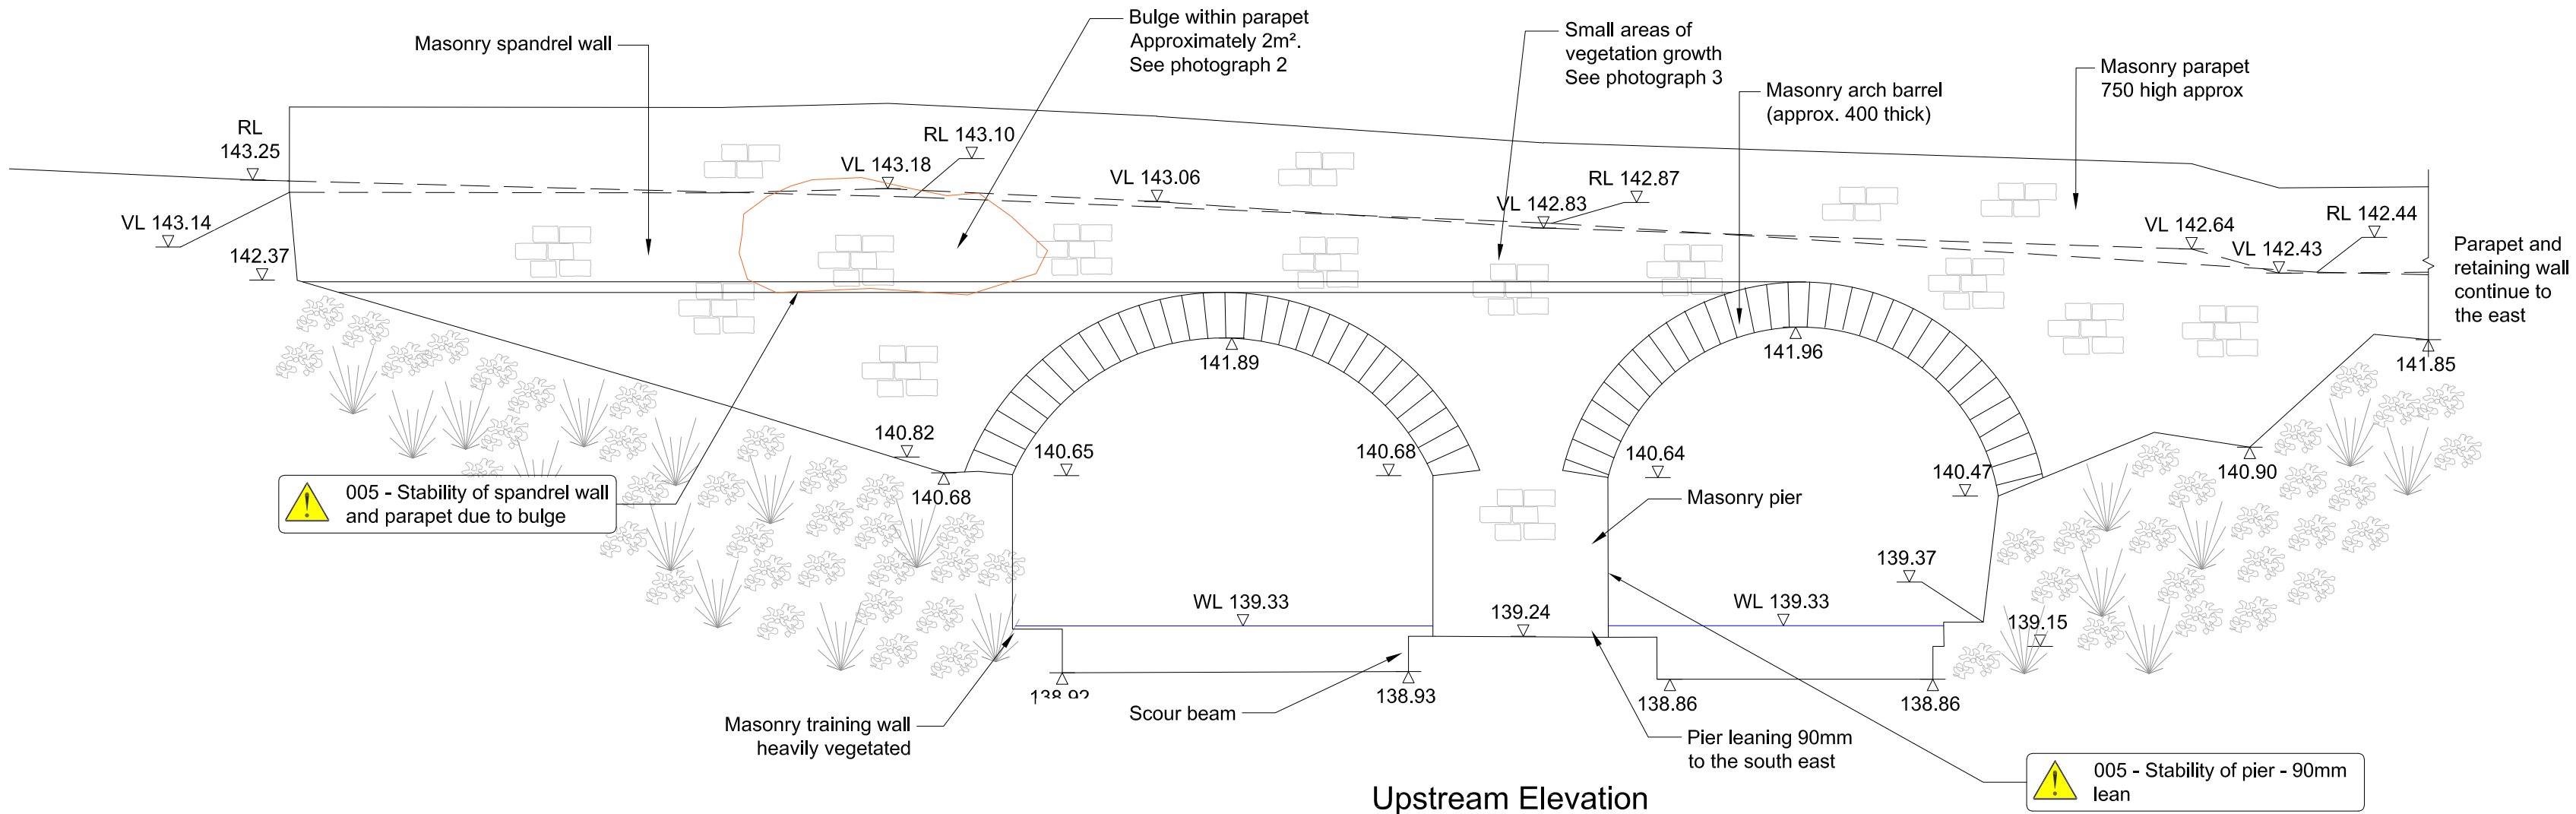 Masonry spandrel wall
Bulge within parapet
Approximately 2m².
See photograph 2
Small areas of
vegetation growth
See photograph 3
Masonry arch barrel
(approx. 400 thick)
Masonry parapet
750 high approx
RL
143.25
VL 143.14
142.37
VL 143.18
RL 143.10
VL 143.06
VL 142.83
RL 142.87
VL 142.64
RL 142.44
VL 142.43
Parapet and
retaining wall
continue to
the east
141.89
141.96
141.85
140.82
140.68
140.65
140.68
140.64
140.47
140.90
005 - Stability of spandrel wall
and parapet due to bulge
Masonry pier
139.37
WL 139.33
139.24
WL 139.33
139.15
138.92
138.93
138.86
138.86
Masonry training wall
heavily vegetated
Scour beam
Pier leaning 90mm
to the south east
005 - Stability of pier - 90mm
lean
Upstream Elevation